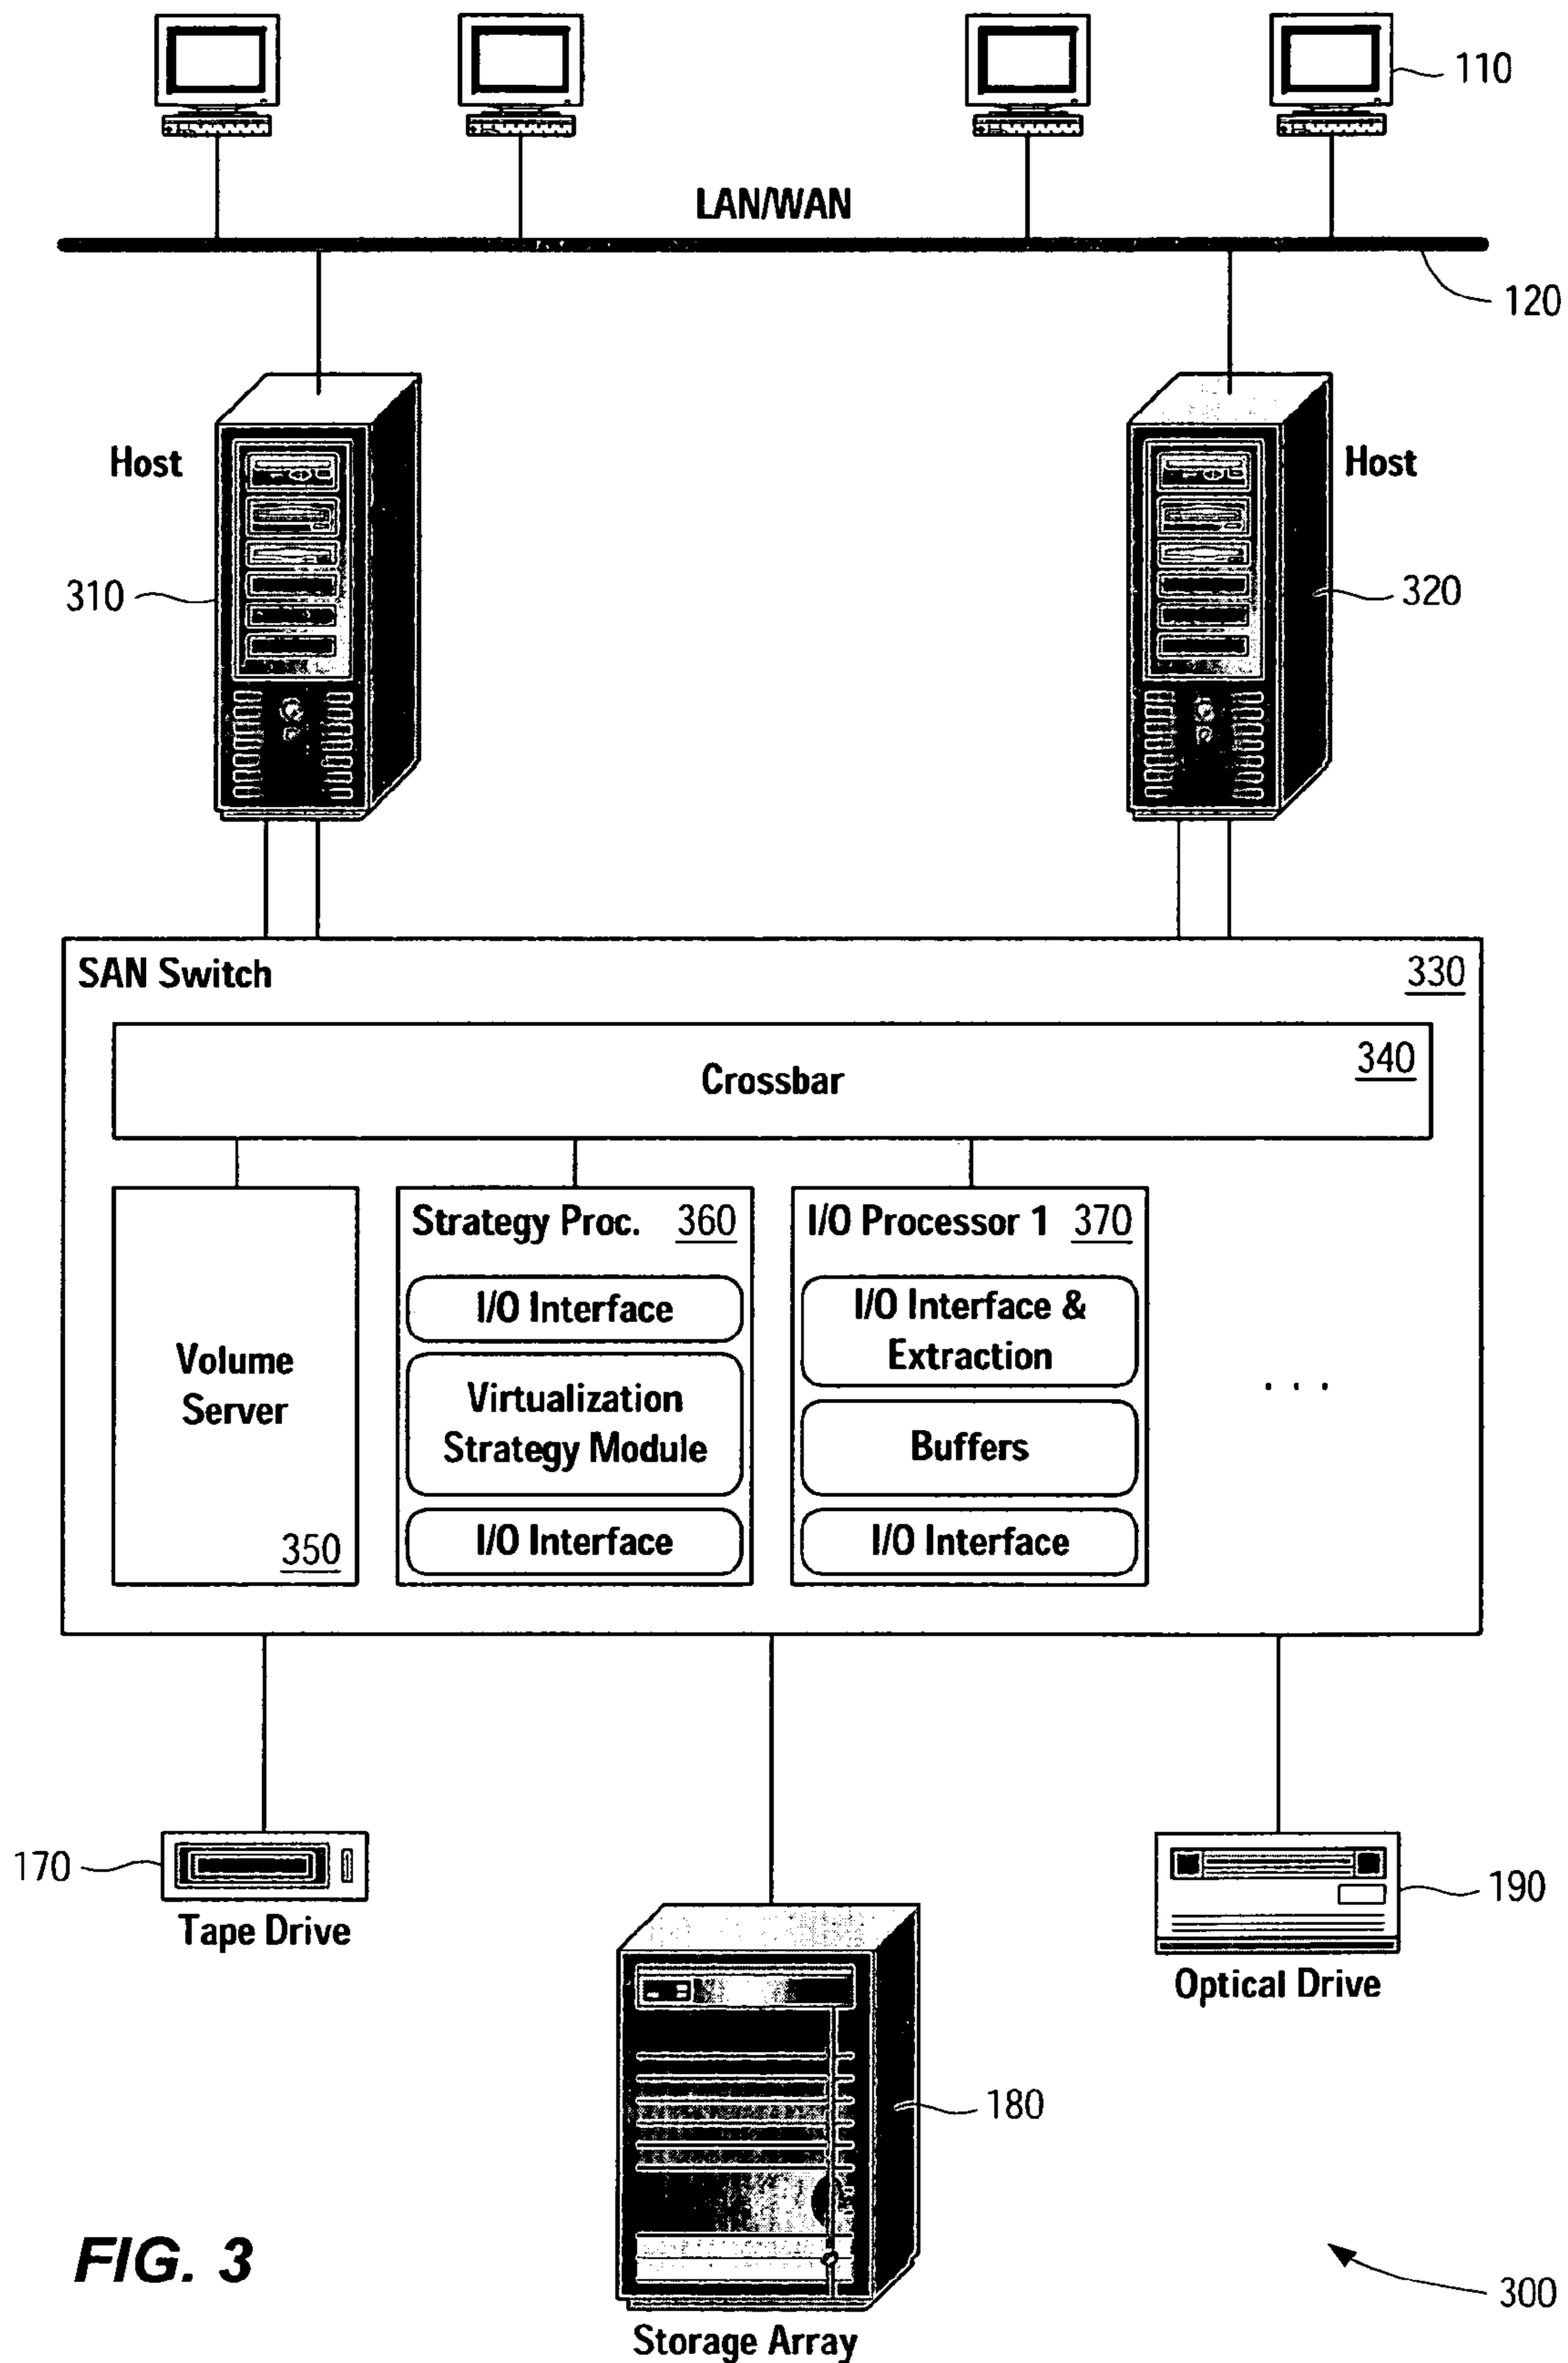 110
LAN/WAN
120
Host
Host
310
320
SAN Switch
330
340
Crossbar
Strategy Proc. 360
I/O Processor 1 370
I/O Interface
I/O Interface &
Extraction
Volume
Server
Virtualization
Strategy Module
. . .
Buffers
350
I/O Interface
I/O Interface
170
Tape Drive
190
Optical Drive
180
FIG. 3
300
Storage Array